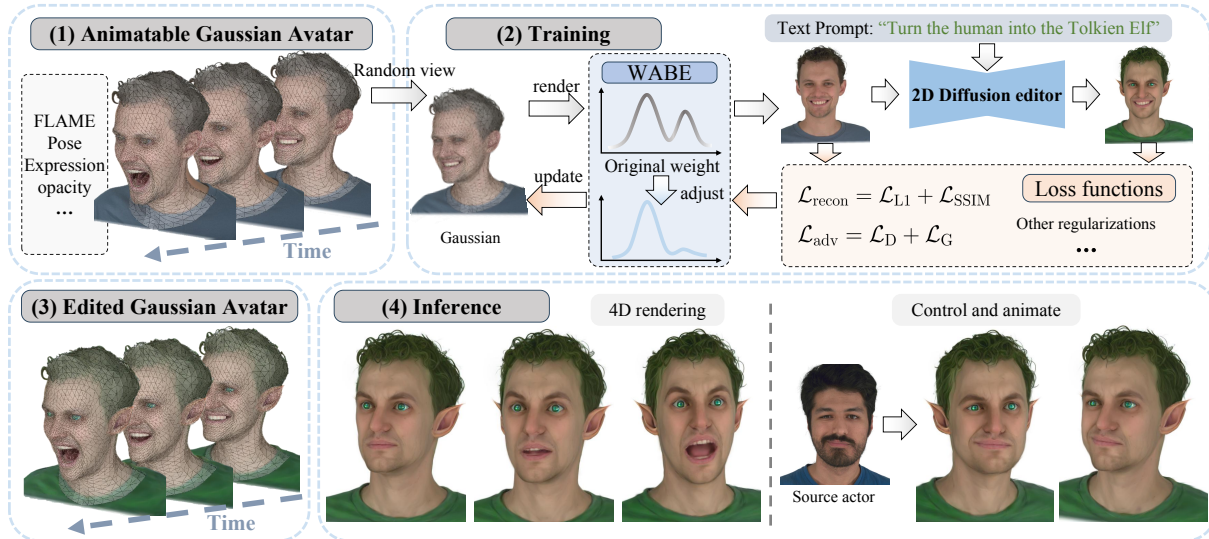 (1) Animatable Gaussian Avatar
FLAME
Pose
Expression
opacity
...
Time
Random view
(2) Training
Gaussian
render
update
WABE
Original weight
adjust
Text Prompt: “Turn the human into the Tolkien Elf”
2D Diffusion editor
Loss functions
ℒrecon = ℒL1 + ℒSSIM
ℒadv = ℒD + ℒG
Other regularizations
...
(3) Edited Gaussian Avatar
Time
(4) Inference
4D rendering
Control and animate
Source actor